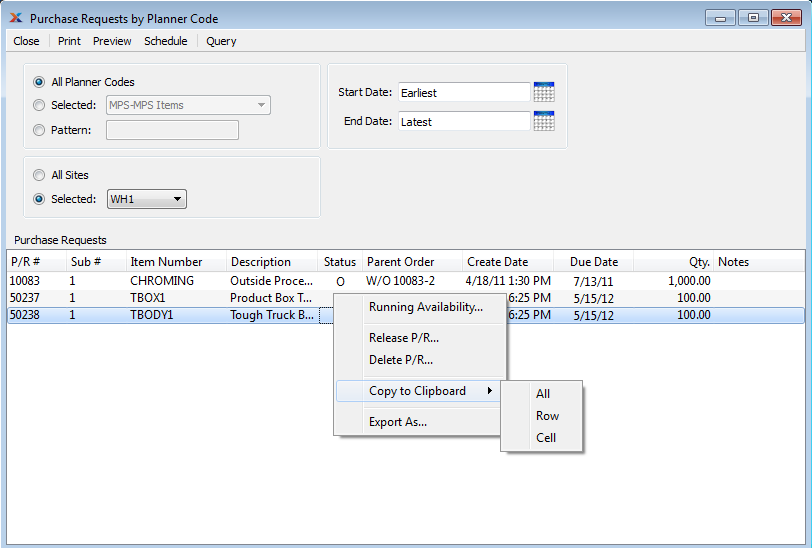 Purchase Requests by Planner Code
Close Print Preview Schedule Query
All Planner Codes
Selected: MPS-MPS Items
Pattern:
Start Date: Earliest
End Date: Latest
All Sites
Selected: WH1
Purchase Requests
P/R # Sub # Item Number Description Status Parent Order Create Date Due Date Qty. Notes
10083 1 CHROMING Outside Proce... O W/O 10083-2 4/18/11 1:30 PM 7/13/11 1,000.00
50237 1 TBOX1 Product Box T... 6:25 PM 5/15/12 100.00
50238 1 TBODY1 Tough Truck B... 6:25 PM 5/15/12 100.00
Running Availability...
Release P/R...
Delete P/R...
Copy to Clipboard
Export As...
All
Row
Cell